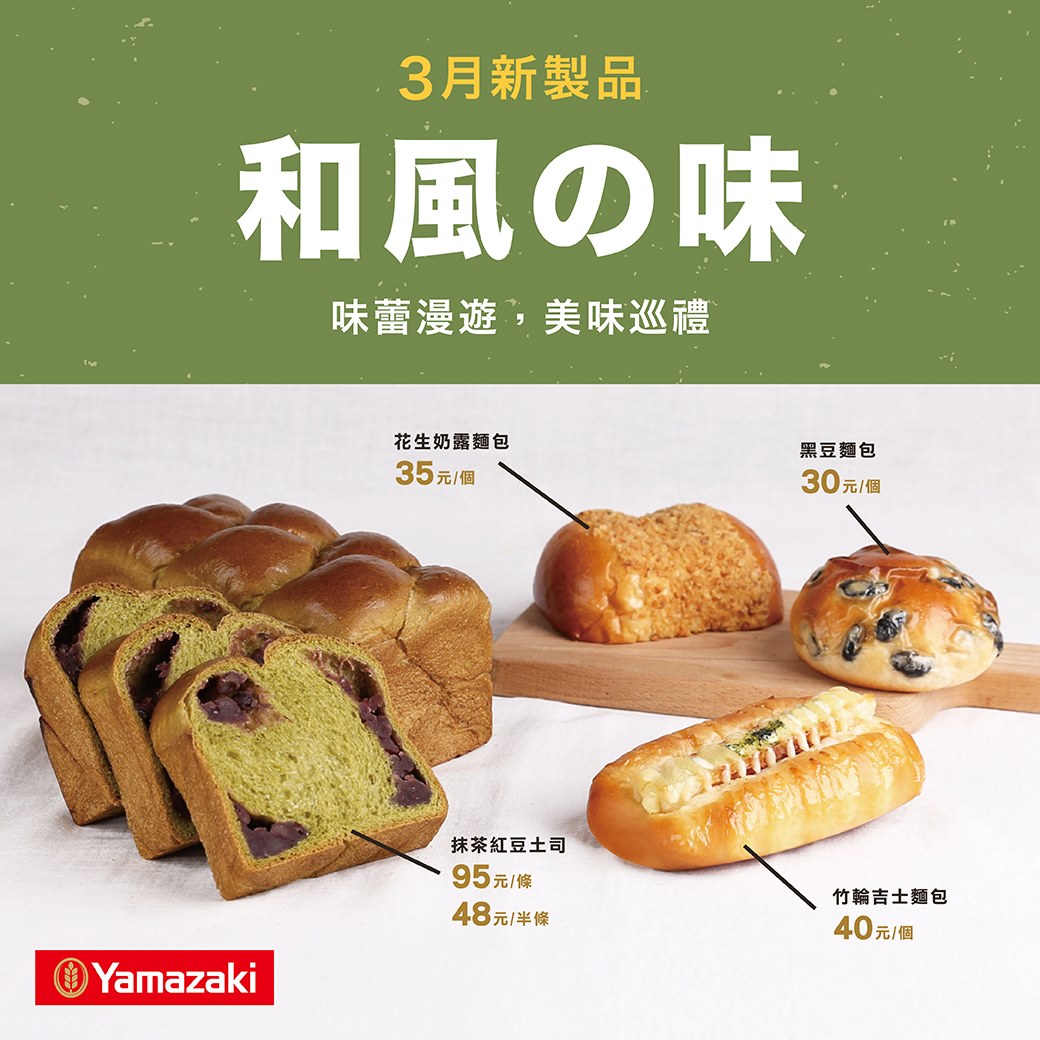 3月新製品
和風の味
味蕾漫遊，美味巡禮
花生奶露麵包
35元/個
黑豆麵包
30元/個
抹茶紅豆土司
95元/條
48元/半條
竹輪吉士麵包
40元/個
Yamazaki